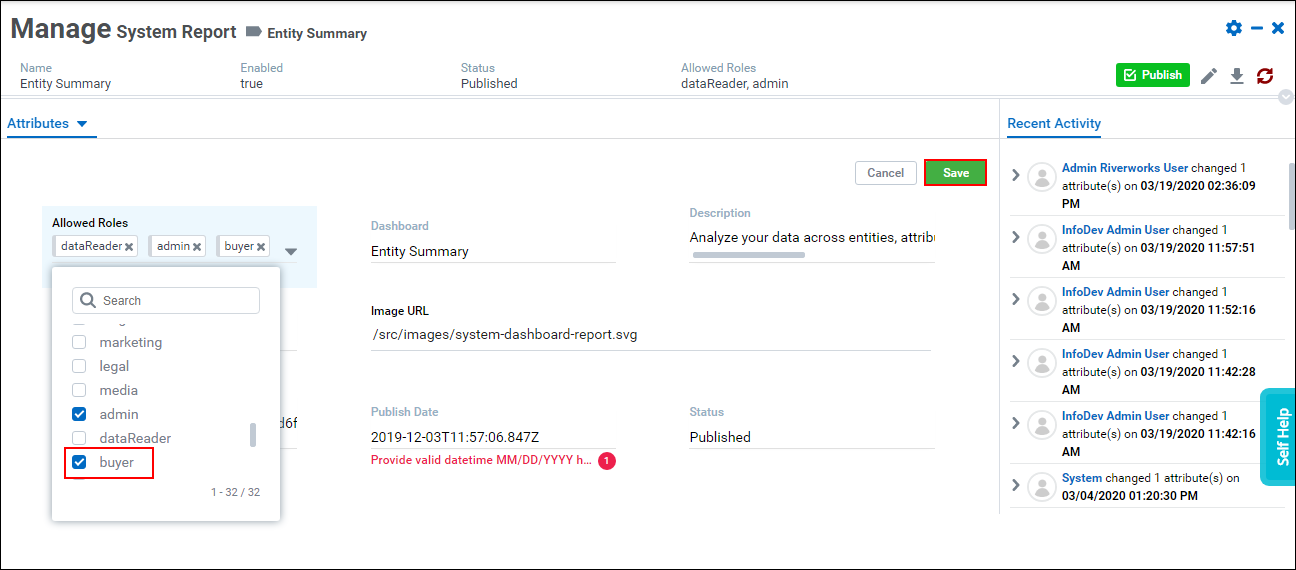 Manage System Report Entity Summary
Name
Entity Summary
Enabled
true
Status
Published
Allowed Roles
dataReader, admin
Publish
Attributes
Cancel
Save
Allowed Roles
dataReader
admin
buyer
Search
marketing
legal
media
admin
dataReader
buyer
1 - 32 / 32
d6f
Dashboard
Entity Summary
Description
Analyze your data across entities, attribu
Image URL
/src/images/system-dashboard-report.svg
Publish Date
2019-12-03T11:57:06.847Z
Provide valid datetime MM/DD/YYYY h...
1
Status
Published
Recent Activity
Admin Riverworks User changed 1
attribute(s) on 03/19/2020 02:36:09
PM
InfoDev Admin User changed 1
attribute(s) on 03/19/2020 11:57:51
AM
InfoDev Admin User changed 1
attribute(s) on 03/19/2020 11:52:16
AM
InfoDev Admin User changed 1
attribute(s) on 03/19/2020 11:42:28
AM
InfoDev Admin User changed 1
attribute(s) on 03/19/2020 11:42:16
AM
System changed 1 attribute(s) on
03/04/2020 01:20:30 PM
Self Help